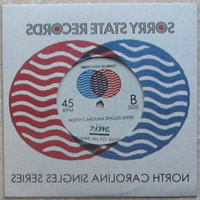 SORRY STATE RECORDS
45
RPM
B
SIDE
NORTH CAROLINA SINGLES SERIES
NORTH CAROLINA SINGLES SERIES